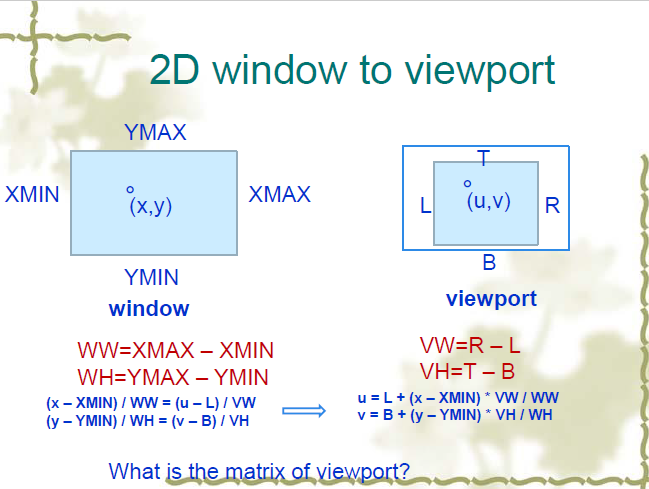 2D window to viewport
YMAX
XMIN
(x,y)
XMAX
YMIN
window
T
L
(u,v)
R
B
viewport
WW=XMAX – XMIN
WH=YMAX – YMIN
(x – XMIN) / WW = (u – L) / VW
(y – YMIN) / WH = (v – B) / VH
VW=R – L
VH=T – B
u = L + (x – XMIN) * VW / WW
v = B + (y – YMIN) * VH / WH
What is the matrix of viewport?